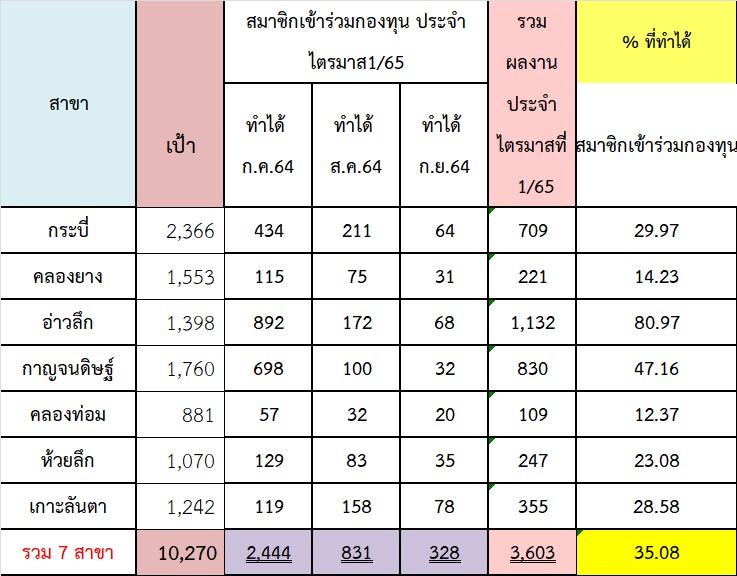 สาขา
เป้า
สมาชิกเข้าร่วมกองทุน ประจำ
ไตรมาส1/65
รวม
ผลงาน
ประจำ
ไตรมาสที่
1/65
% ที่ทำได้
ทำได้
ก.ค.64
ทำได้
ส.ค.64
ทำได้
ก.ย.64
สมาชิกเข้าร่วมกองทุน
กระบี่ 2,366 434 211 64 709 29.97
คลองยาง 1,553 115 75 31 221 14.23
อ่าวลึก 1,398 892 172 68 1,132 80.97
กาญจนดิษฐ์ 1,760 698 100 32 830 47.16
คลองท่อม 881 57 32 20 109 12.37
ห้วยลึก 1,070 129 83 35 247 23.08
เกาะลันตา 1,242 119 158 78 355 28.58
รวม 7 สาขา 10,270 2,444 831 328 3,603 35.08